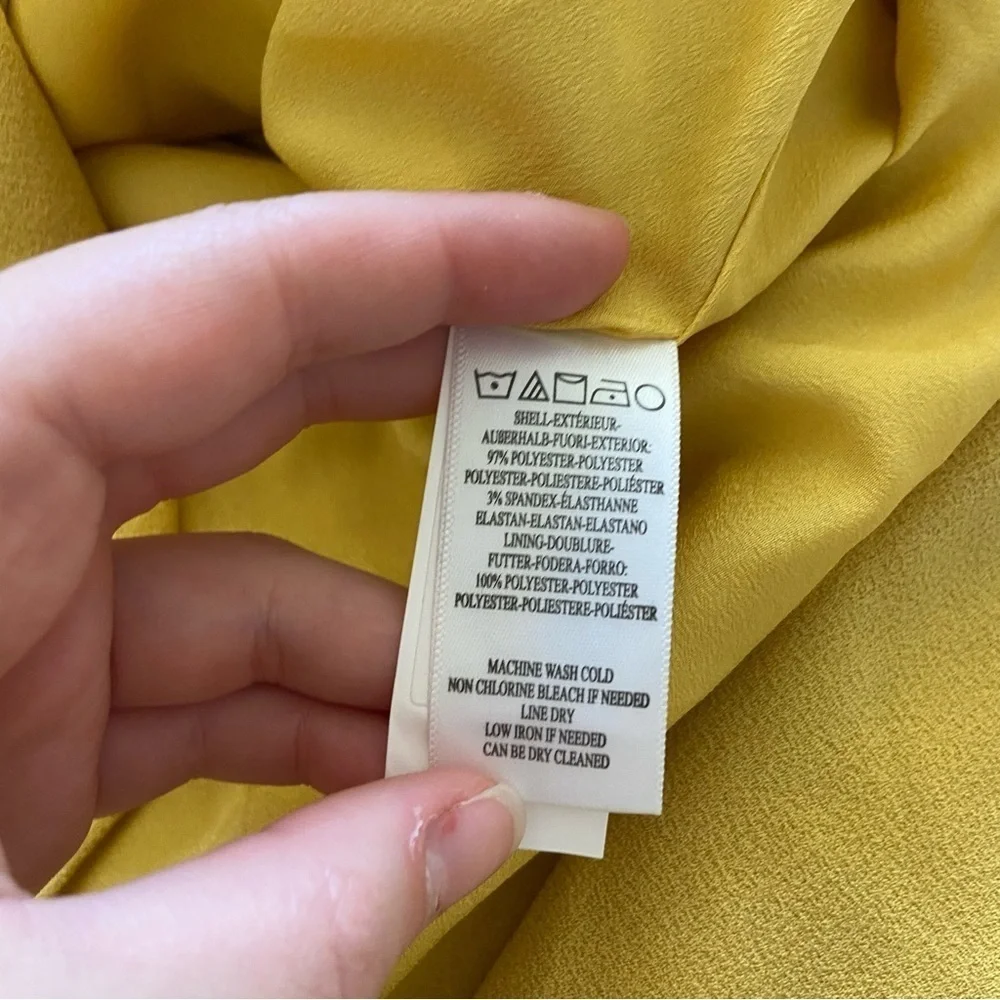 SHELL-EXTÉRIEUR-
AUßERHALB-FUORI-EXTERIOR:
97% POLYESTER-POLYESTER
POLYESTER-POLIESTERE-POLIÉSTER
3% SPANDEX-ÉLASTHANNE
ELASTAN-ELASTAN-ELASTANO
LINING-DOUBLURE-
FUTTER-FODERA-FORRO:
100% POLYESTER-POLYESTER
POLYESTER-POLIESTERE-POLIÉSTER
MACHINE WASH COLD
NON CHLORINE BLEACH IF NEEDED
LINE DRY
LOW IRON IF NEEDED
CAN BE DRY CLEANED